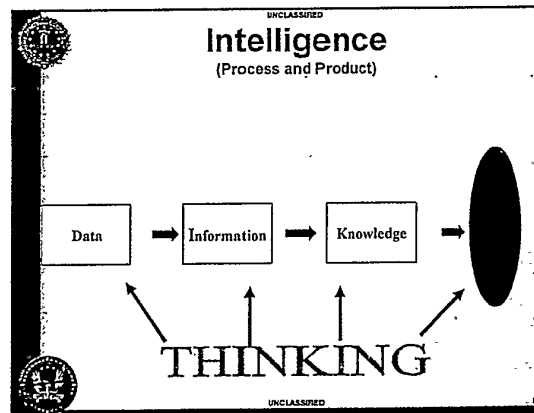 UNCLASSIFIED
Intelligence
(Process and Product)
Data
Information
Knowledge
THINKING
UNCLASSIFIED